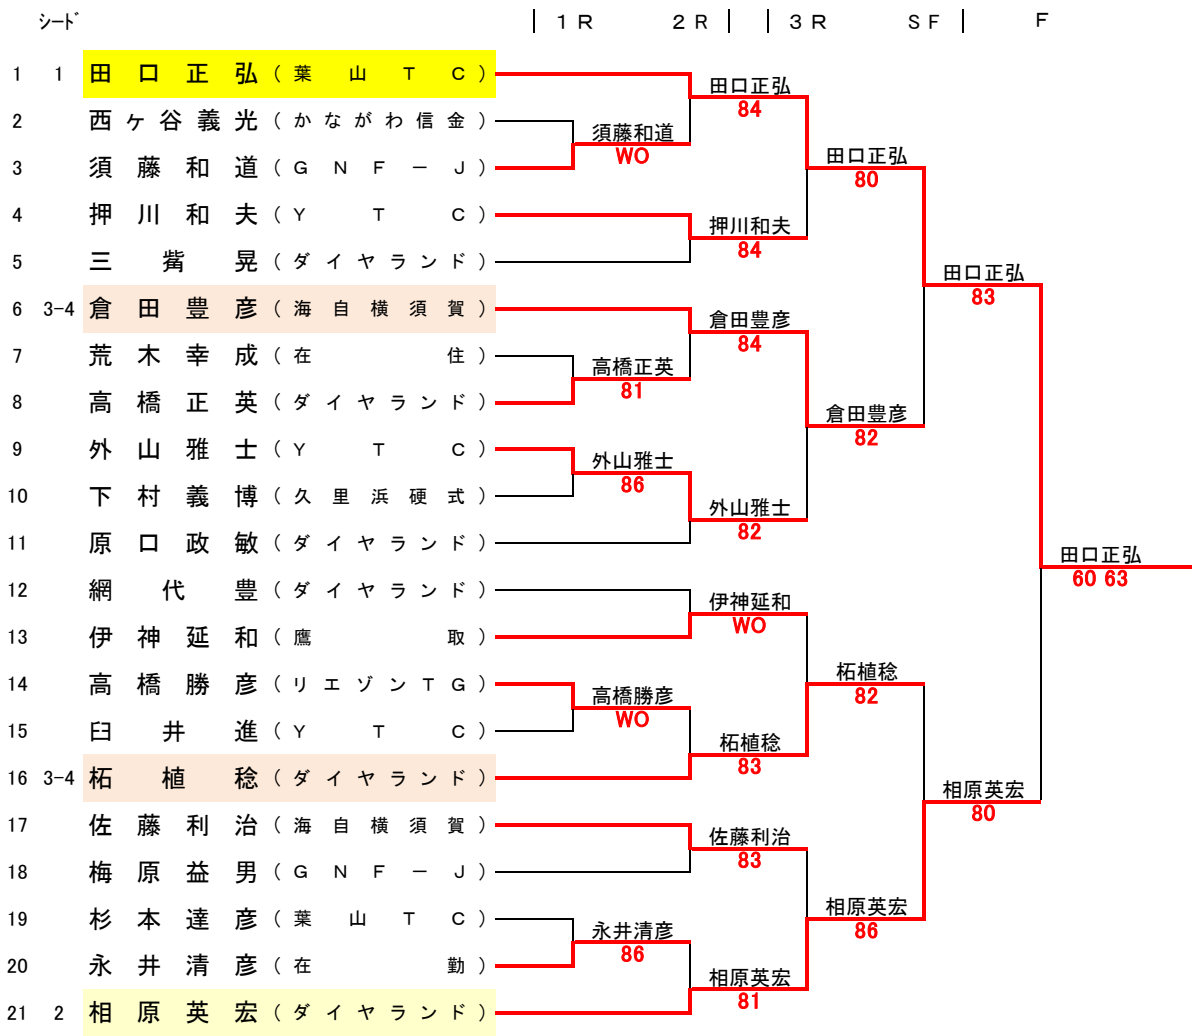 シード 1R 2R 3R SF F
1 1 田口正弘(葉山TC)
田口正弘
84
2 西ヶ谷義光(かながわ信金)
須藤和道
WO
3 須藤和道(GNF－J)
田口正弘
80
4 押川和夫(YTC)
押川和夫
84
5 三觜晃(ダイヤランド)
田口正弘
83
6 3-4 倉田豊彦(海自横須賀)
倉田豊彦
84
7 荒木幸成(在住)
高橋正英
81
8 高橋正英(ダイヤランド)
倉田豊彦
82
9 外山雅士(YTC)
外山雅士
86
10 下村義博(久里浜硬式)
外山雅士
82
11 原口政敏(ダイヤランド)
田口正弘
60 63
12 網代豊(ダイヤランド)
伊神延和
WO
13 伊神延和(鷹取)
柘植稔
82
14 高橋勝彦(リエゾンTG)
高橋勝彦
WO
15 臼井進(YTC)
柘植稔
83
16 3-4 柘植稔(ダイヤランド)
相原英宏
80
17 佐藤利治(海自横須賀)
佐藤利治
83
18 梅原益男(GNF－J)
相原英宏
86
19 杉本達彦(葉山TC)
永井清彦
86
20 永井清彦(在勤)
相原英宏
81
21 2 相原英宏(ダイヤランド)